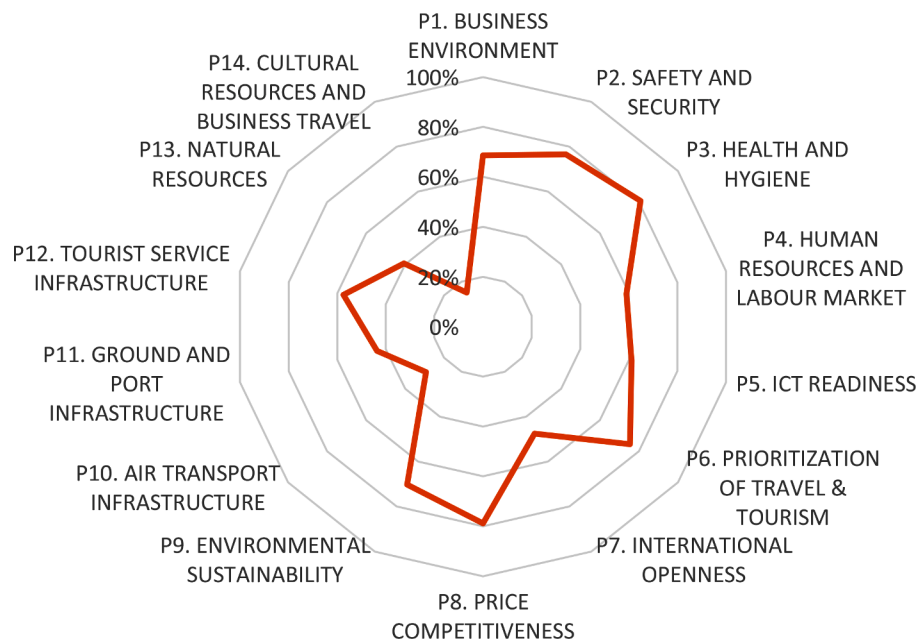 P1. BUSINESS
ENVIRONMENT
P2. SAFETY AND
SECURITY
P3. HEALTH AND
HYGIENE
P4. HUMAN
RESOURCES AND
LABOUR MARKET
P5. ICT READINESS
P6. PRIORITIZATION
OF TRAVEL &
TOURISM
P7. INTERNATIONAL
OPENNESS
P8. PRICE
COMPETITIVENESS
P9. ENVIRONMENTAL
SUSTAINABILITY
P10. AIR TRANSPORT
INFRASTRUCTURE
P11. GROUND AND
PORT
INFRASTRUCTURE
P12. TOURIST SERVICE
INFRASTRUCTURE
P13. NATURAL
RESOURCES
P14. CULTURAL
RESOURCES AND
BUSINESS TRAVEL
100%
80%
60%
40%
20%
0%